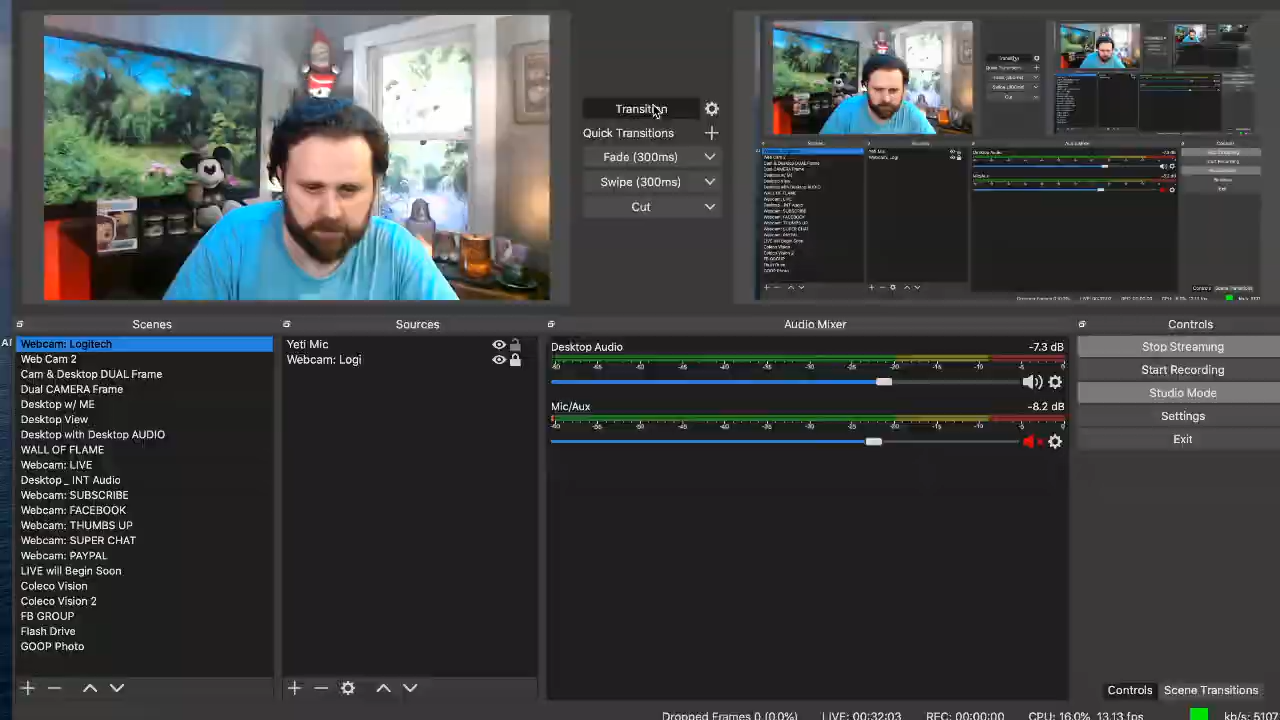 Transition
Quick Transitions
Fade (300ms)
Swipe (300ms)
Cut
Scenes
Sources
Audio Mixer
Controls
Webcam: Logitech
Web Cam 2
Cam & Desktop DUAL Frame
Dual CAMERA Frame
Desktop w/ ME
Desktop View
Desktop with Desktop AUDIO
WALL OF FLAME
Webcam: LIVE
Desktop _ INT Audio
Webcam: SUBSCRIBE
Webcam: FACEBOOK
Webcam: THUMBS UP
Webcam: SUPER CHAT
Webcam: PAYPAL
LIVE will Begin Soon
Coleco Vision
Coleco Vision 2
FB GROUP
Flash Drive
GOOP Photo
Yeti Mic
Webcam: Logi
Desktop Audio -7.3 dB
Mic/Aux -8.2 dB
Stop Streaming
Start Recording
Studio Mode
Settings
Exit
Controls Scene Transitions
Dropped Frames 0 (0.0%) LIVE: 00:32:03 REC: 00:00:00 CPU: 16.0%, 13.13 fps kb/s: 5107